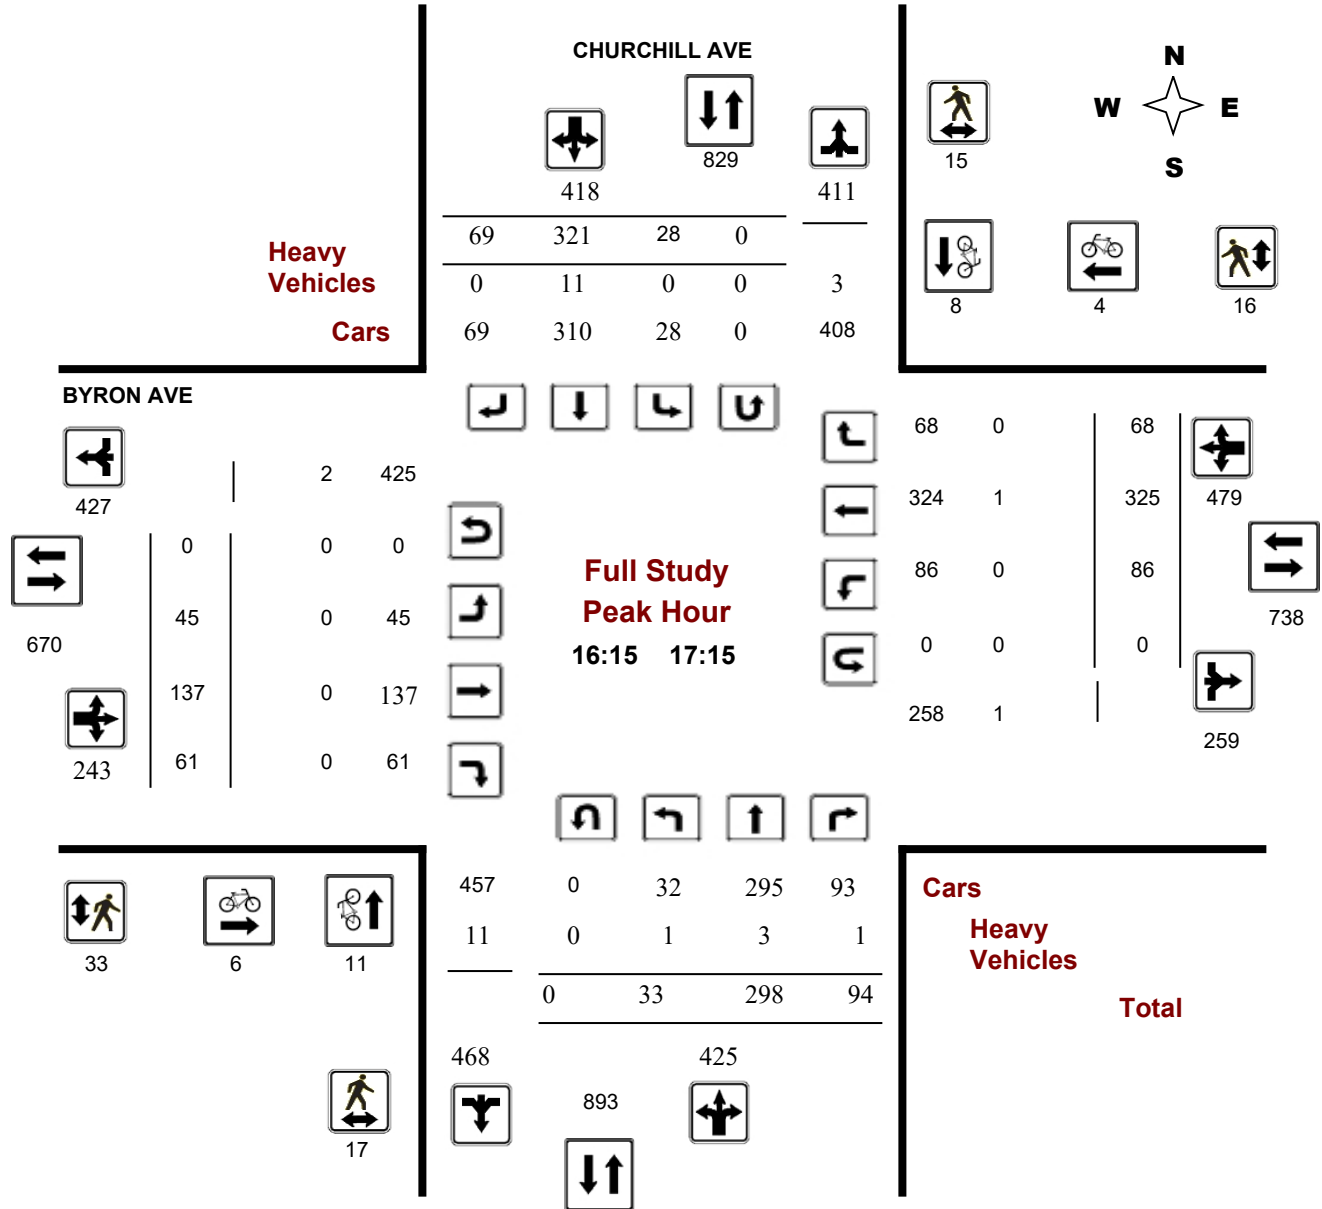 CHURCHILL AVE
N
W E
S
829
15
418 411
69 321 28 0
Heavy
Vehicles
0 11 0 0 3
8 4 16
Cars 69 310 28 0 408
BYRON AVE
68 0 68
2 425
427
324 1 325 479
0 0 0
Full Study
86 0 86
Peak Hour
45 0 45
738
670
16:15 17:15
0 0 0
137 0 137
258 1
259
243 61 0 61
457 0 32 295 93 Cars
11 0 1 3 1 Heavy
Vehicles
33 6 11
0 33 298 94 Total
468 425
893
17